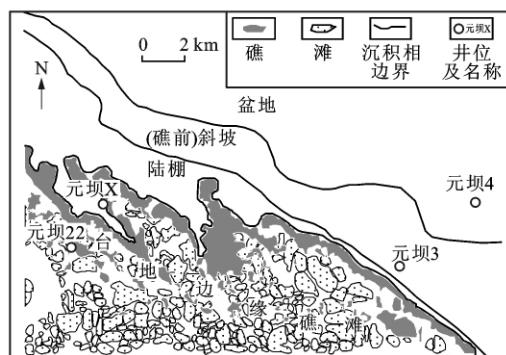 0 2 km
元坝X
礁
滩
沉积相
边界
井位
及名称
N
盆地
(礁前)斜坡
陆棚
元坝X
元坝4
元坝22
元坝3
台地边缘礁滩